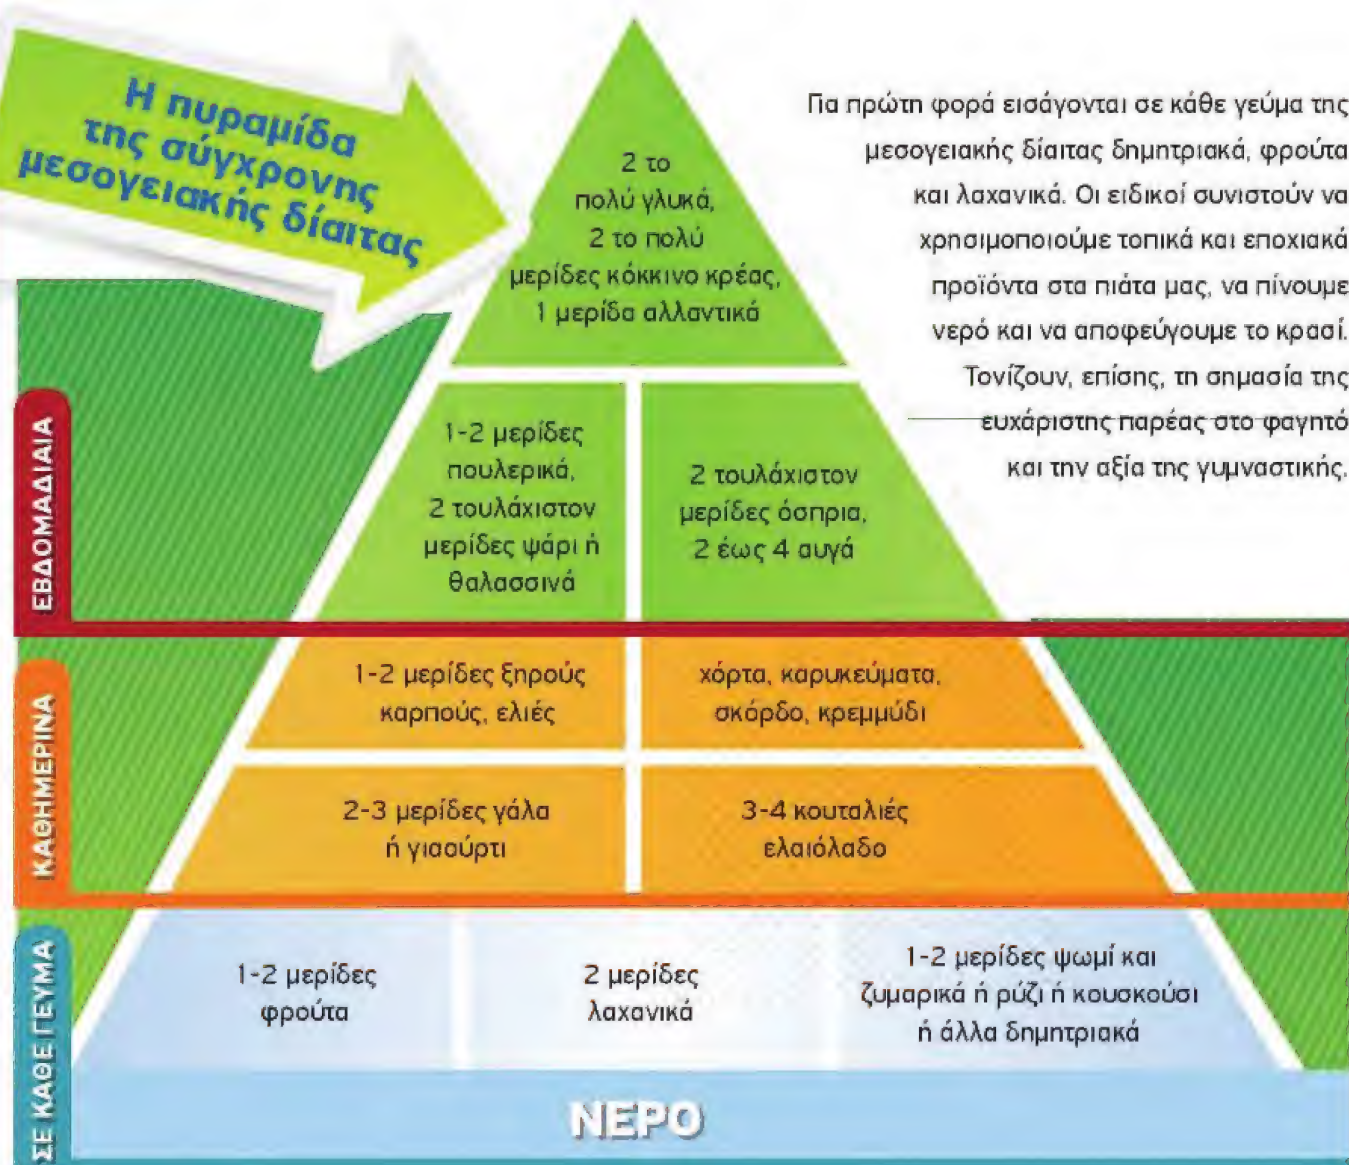 Η πυραμίδα
της σύγχρονης
μεσογειακής δίαιτας
Για πρώτη φορά εισάγονται σε κάθε γεύμα της
μεσογειακής δίαιτας δημητριακά, φρούτα
και λαχανικά. Οι ειδικοί συνιστούν να
χρησιμοποιούμε τοπικά και εποχιακά
προϊόντα στα πιάτα μας, να πίνουμε
νερό και να αποφεύγουμε το κρασί.
Τονίζουν, επίσης, τη σημασία της
ευχάριστης παρέας στο φαγητό
και την αξία της γυμναστικής.
2 το
πολύ γλυκά,
2 το πολύ
μερίδες κόκκινο κρέας,
1 μερίδα αλλαντικά
ΕΒΔΟΜΑΔΙΑΙΑ
1-2 μερίδες
πουλερικά,
2 τουλάχιστον
μερίδες ψάρι ή
θαλασσινά
2 τουλάχιστον
μερίδες όσπρια,
2 έως 4 αυγά
ΚΑΘΗΜΕΡΙΝΑ
1-2 μερίδες ξηρούς
καρπούς, ελιές
χόρτα, καρυκεύματα,
σκόρδο, κρεμμύδι
2-3 μερίδες γάλα
ή γιαούρτι
3-4 κουταλιές
ελαιόλαδο
ΣΕ ΚΑΘΕ ΓΕΥΜΑ
1-2 μερίδες
φρούτα
2 μερίδες
λαχανικά
1-2 μερίδες ψωμί και
ζυμαρικά ή ρύζι ή κουσκούσι
ή άλλα δημητριακά
ΝΕΡΟ